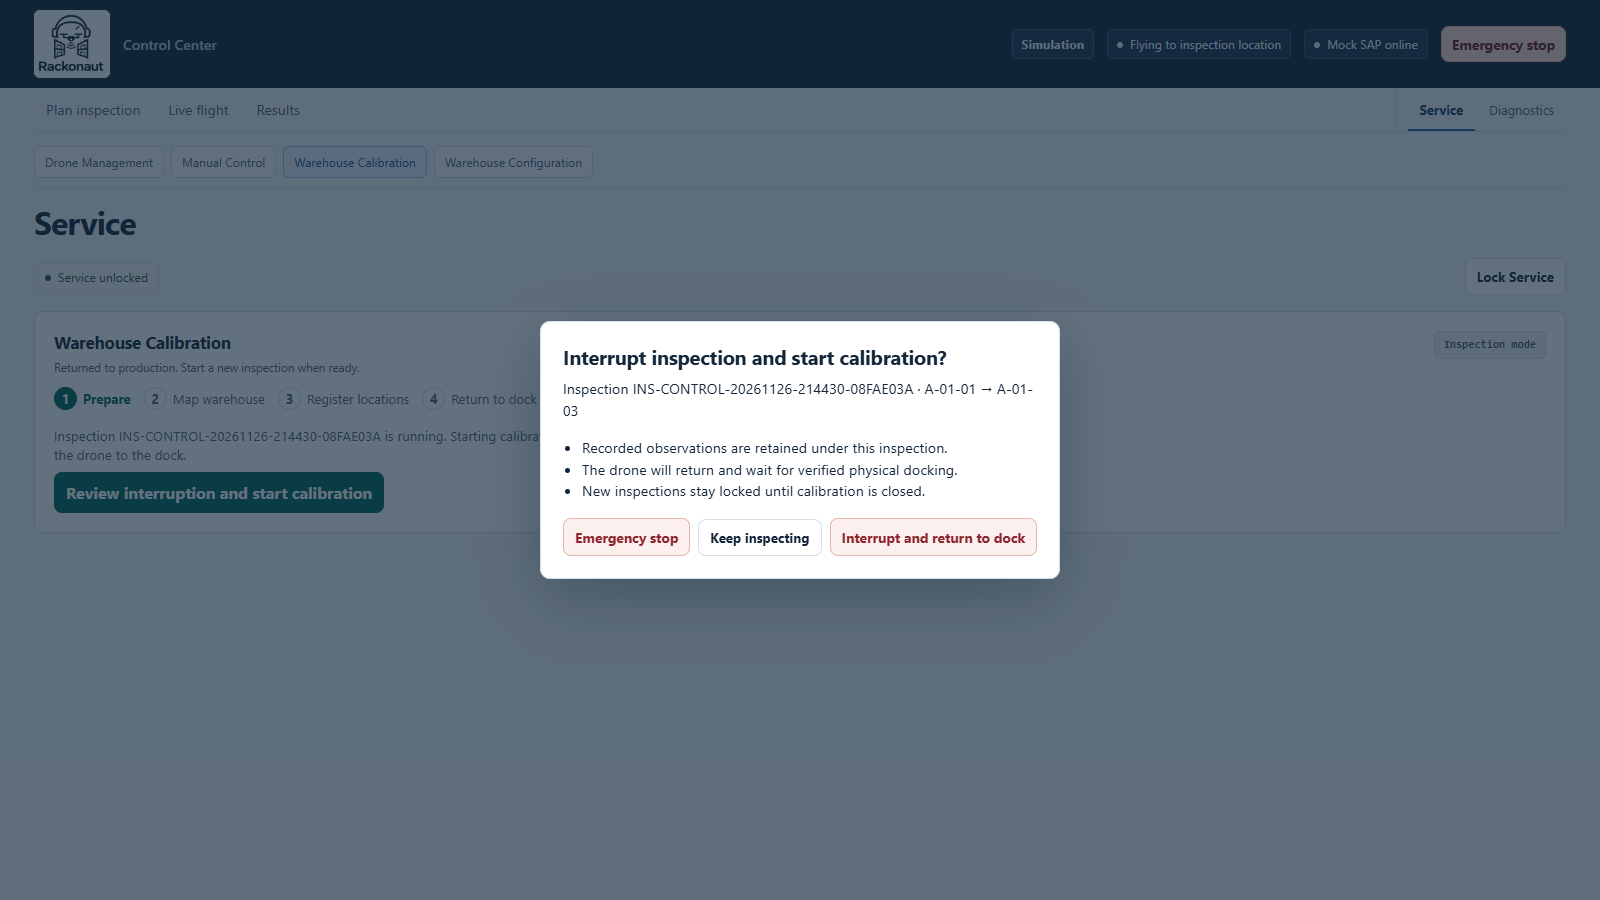 Rackonaut
Control Center
Simulation
Flying to inspection location
Mock SAP online
Emergency stop
Plan inspection
Live flight
Results
Service
Diagnostics
Drone Management
Manual Control
Warehouse Calibration
Warehouse Configuration
Service
Service unlocked
Lock Service
Warehouse Calibration
Inspection mode
Returned to production. Start a new inspection when ready.
1 Prepare
2 Map warehouse
3 Register locations
4 Return to dock
Inspection INS-CONTROL-20261126-214430-08FAE03A is running. Starting
the drone to the dock.
Review interruption and start calibration
Interrupt inspection and start calibration?
Inspection INS-CONTROL-20261126-214430-08FAE03A · A-01-01 → A-01-
03
• Recorded observations are retained under this inspection.
• The drone will return and wait for verified physical docking.
• New inspections stay locked until calibration is closed.
Emergency stop
Keep inspecting
Interrupt and return to dock